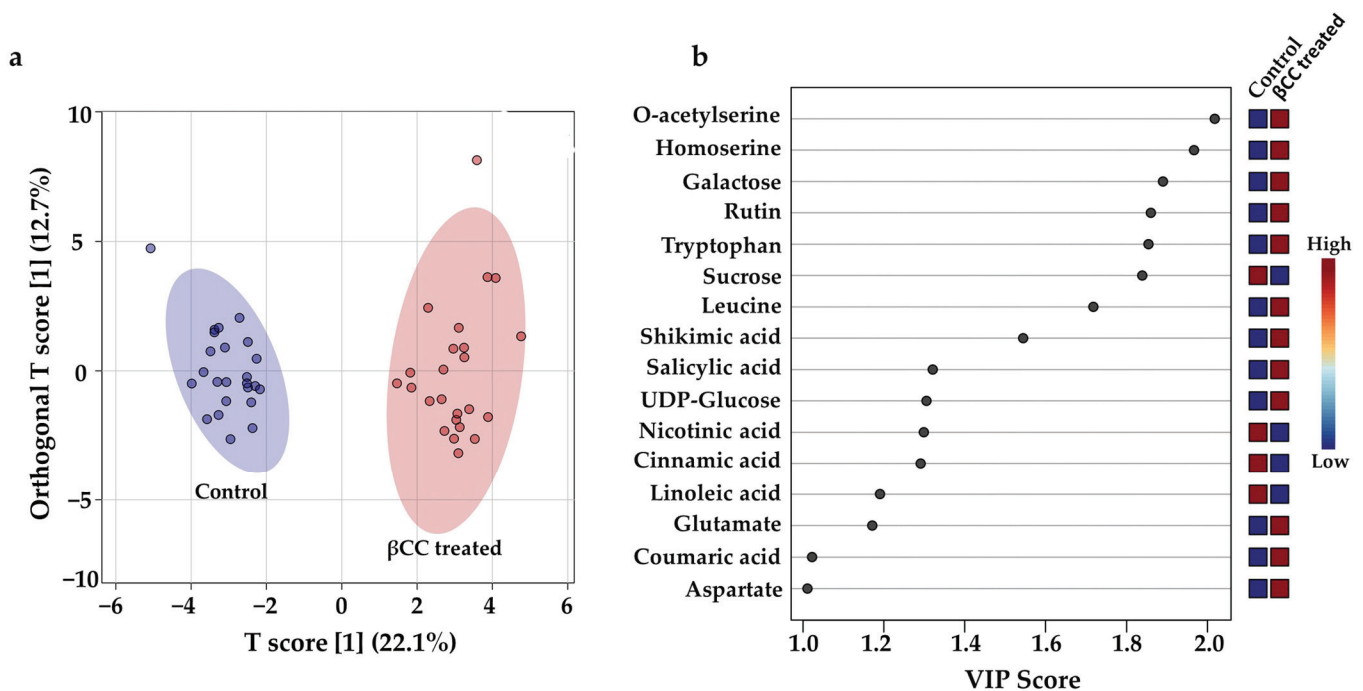 a
Orthogonal T score [1] (12.7%)
10
5
0
−5
−10
−6
−4
−2
0
2
4
6
Control
βCC treated
T score [1] (22.1%)
b
Control
βCC treated
O-acetylserine
Homoserine
Galactose
Rutin
Tryptophan
Sucrose
Leucine
Shikimic acid
Salicylic acid
UDP-Glucose
Nicotinic acid
Cinnamic acid
Linoleic acid
Glutamate
Coumaric acid
Aspartate
1.0
1.2
1.4
1.6
1.8
2.0
VIP Score
High
Low